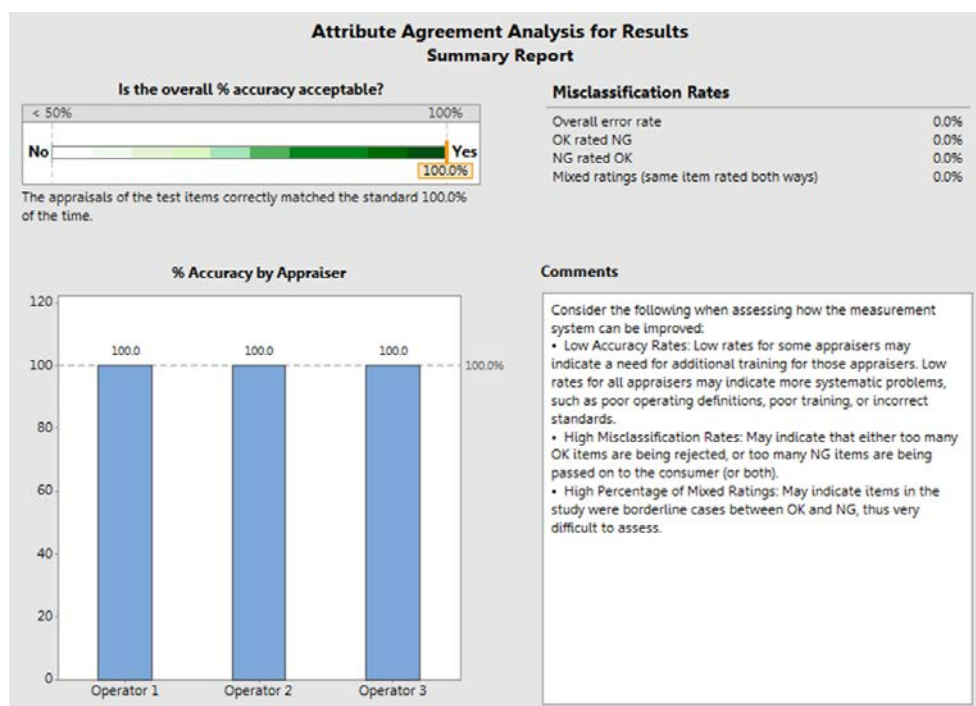 Attribute Agreement Analysis for Results
Summary Report
Is the overall % accuracy acceptable?
< 50% 100%
No Yes
100.0%
The appraisals of the test items correctly matched the standard 100.0%
of the time.
Misclassification Rates
Overall error rate 0.0%
OK rated NG 0.0%
NG rated OK 0.0%
Mixed ratings (same item rated both ways) 0.0%
% Accuracy by Appraiser
120
100
80
60
40
20
0
100.0 100.0 100.0
100.0%
Operator 1 Operator 2 Operator 3
Comments
Consider the following when assessing how the measurement
system can be improved:
• Low Accuracy Rates: Low rates for some appraisers may
indicate a need for additional training for those appraisers. Low
rates for all appraisers may indicate more systematic problems,
such as poor operating definitions, poor training, or incorrect
standards.
• High Misclassification Rates: May indicate that either too many
OK items are being rejected, or too many NG items are being
passed on to the consumer (or both).
• High Percentage of Mixed Ratings: May indicate items in the
study were borderline cases between OK and NG, thus very
difficult to assess.